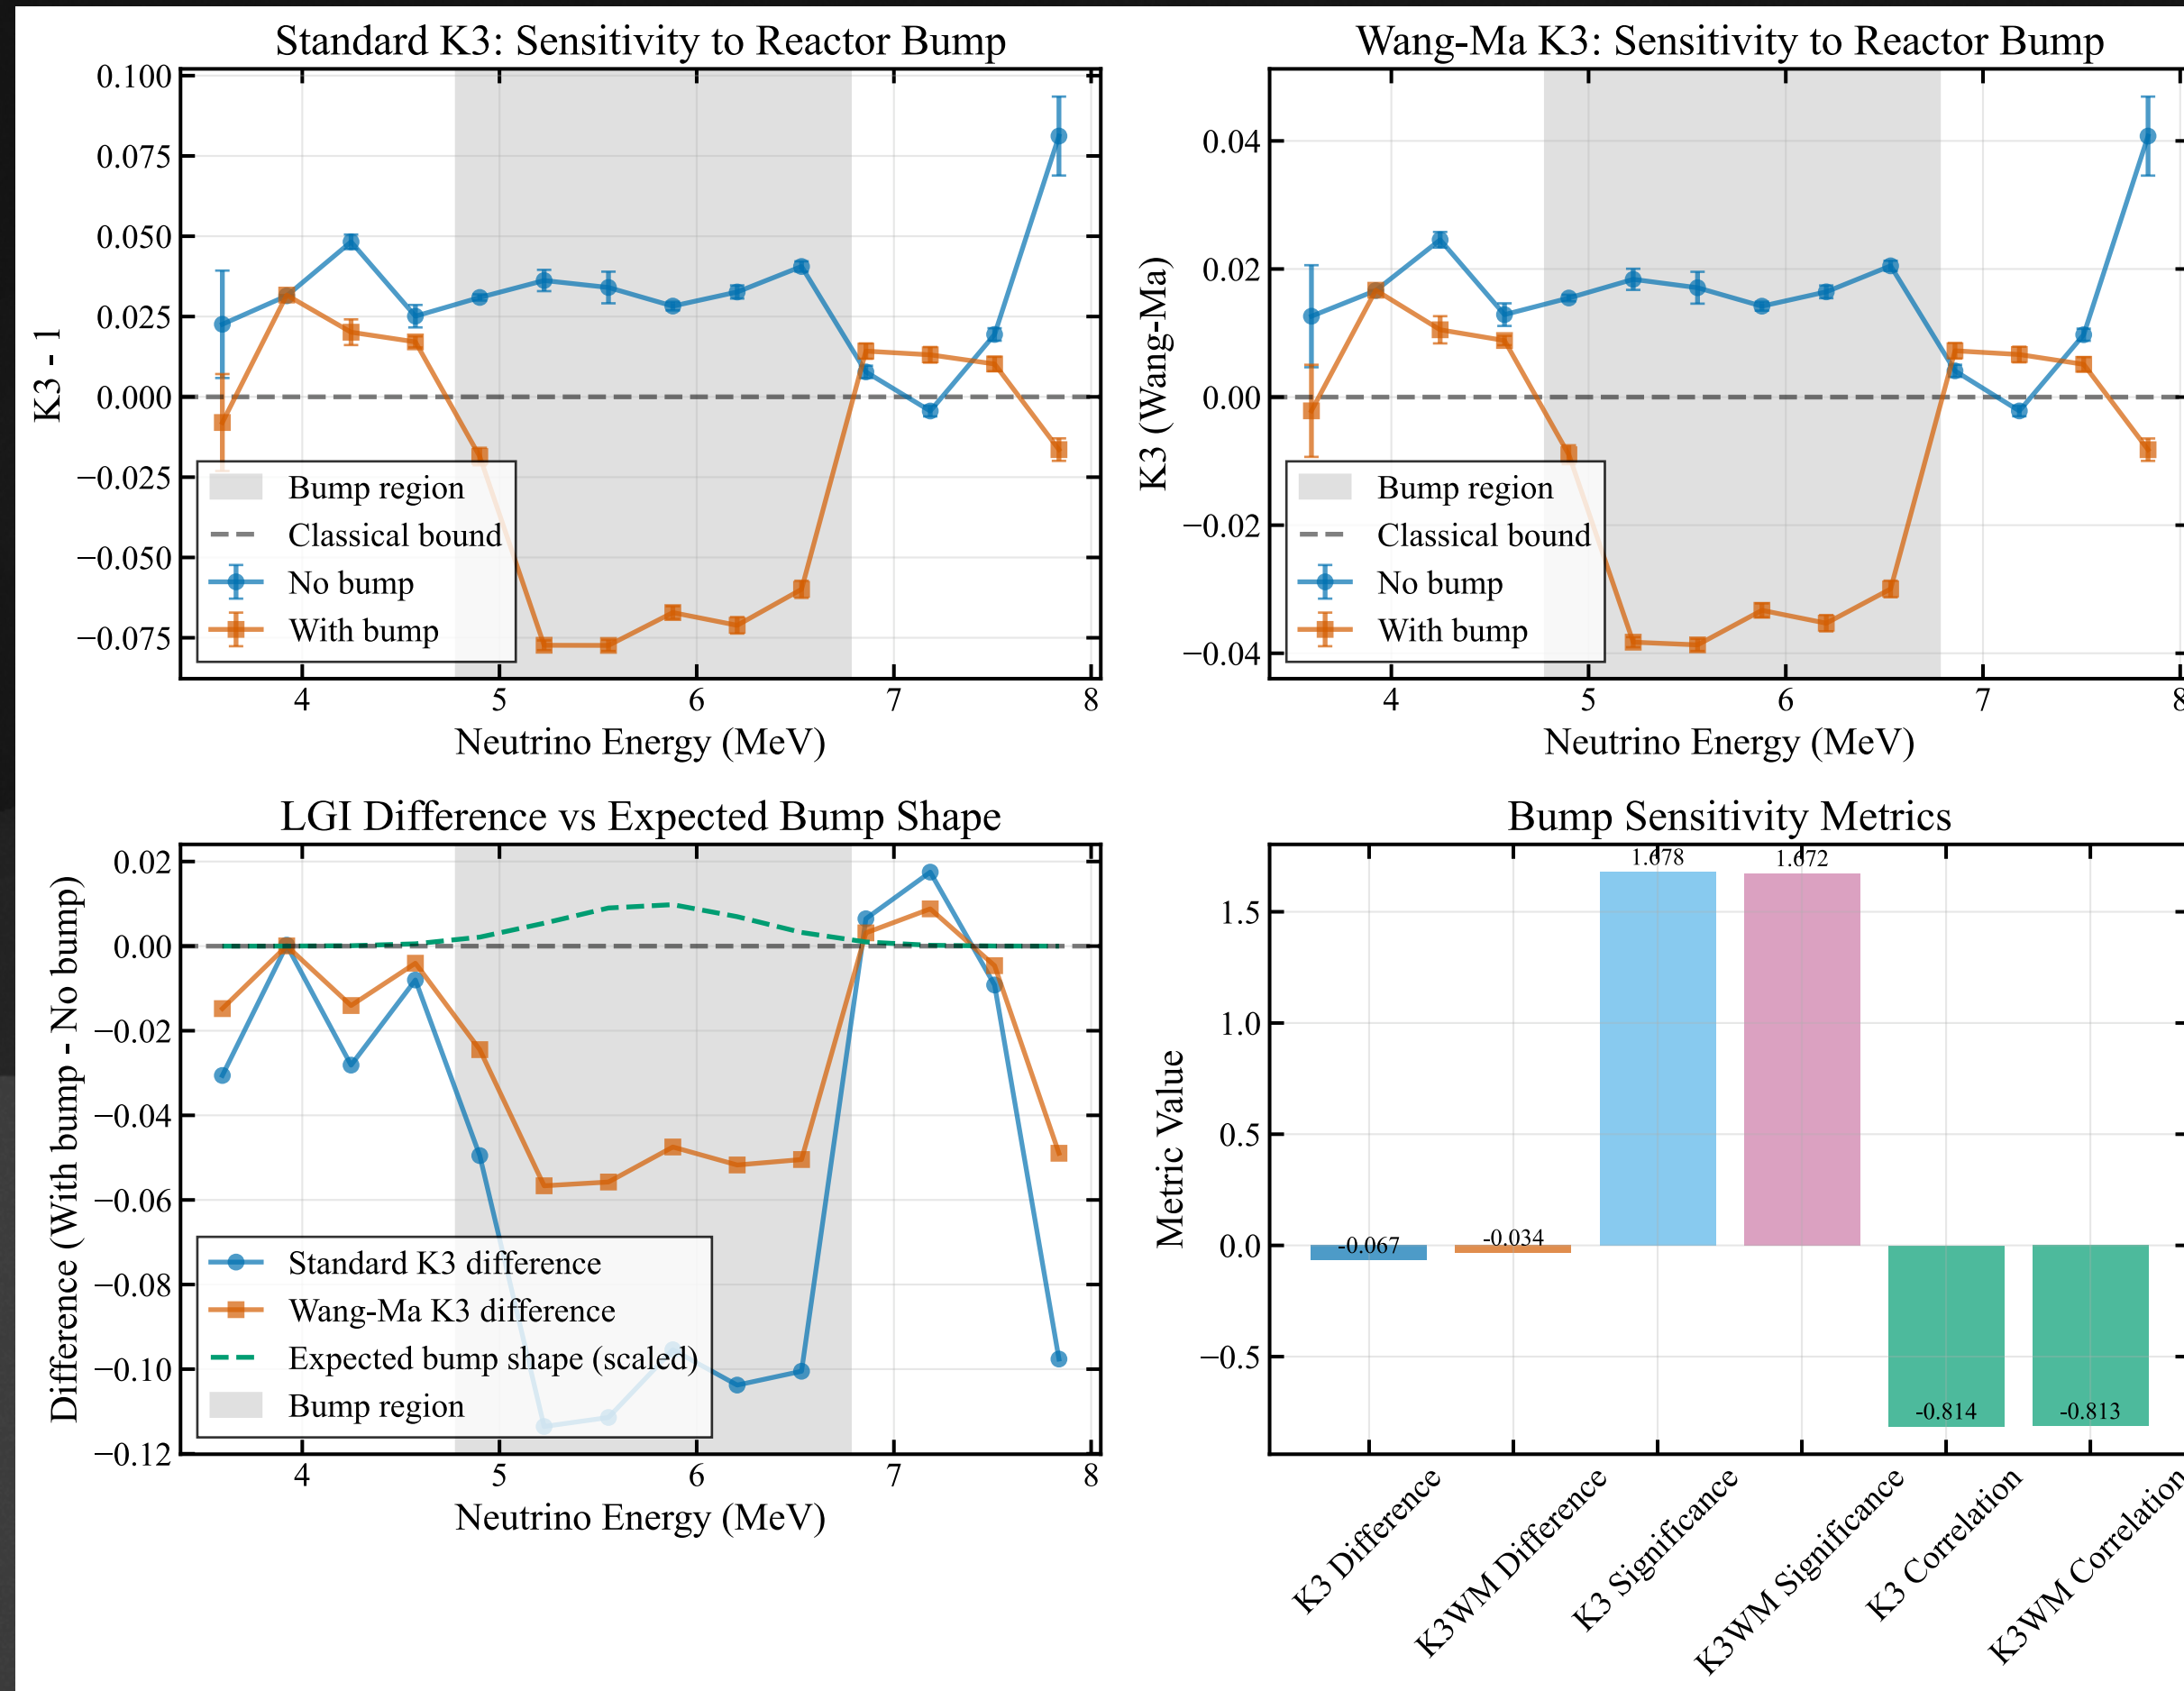 Standard K3: Sensitivity to Reactor Bump
0.100
0.075
0.050
0.025
0.000
−0.025
−0.050
−0.075
K3 - 1
Bump region
Classical bound
No bump
With bump
4 5 6 7 8
Neutrino Energy (MeV)
Wang-Ma K3: Sensitivity to Reactor Bump
0.04
0.02
0.00
−0.02
−0.04
K3 (Wang-Ma)
Bump region
Classical bound
No bump
With bump
4 5 6 7 8
Neutrino Energy (MeV)
LGI Difference vs Expected Bump Shape
0.02
0.00
−0.02
−0.04
−0.06
−0.08
−0.10
−0.12
Difference (With bump - No bump)
Standard K3 difference
Wang-Ma K3 difference
Expected bump shape (scaled)
Bump region
4 5 6 7 8
Neutrino Energy (MeV)
Bump Sensitivity Metrics
1.5
1.0
0.5
0.0
−0.5
Metric Value
-0.067
-0.034
1.678
1.672
-0.814
-0.813
K3 Difference
K3WM Difference
K3 Significance
K3WM Significance
K3 Correlation
K3WM Correlation